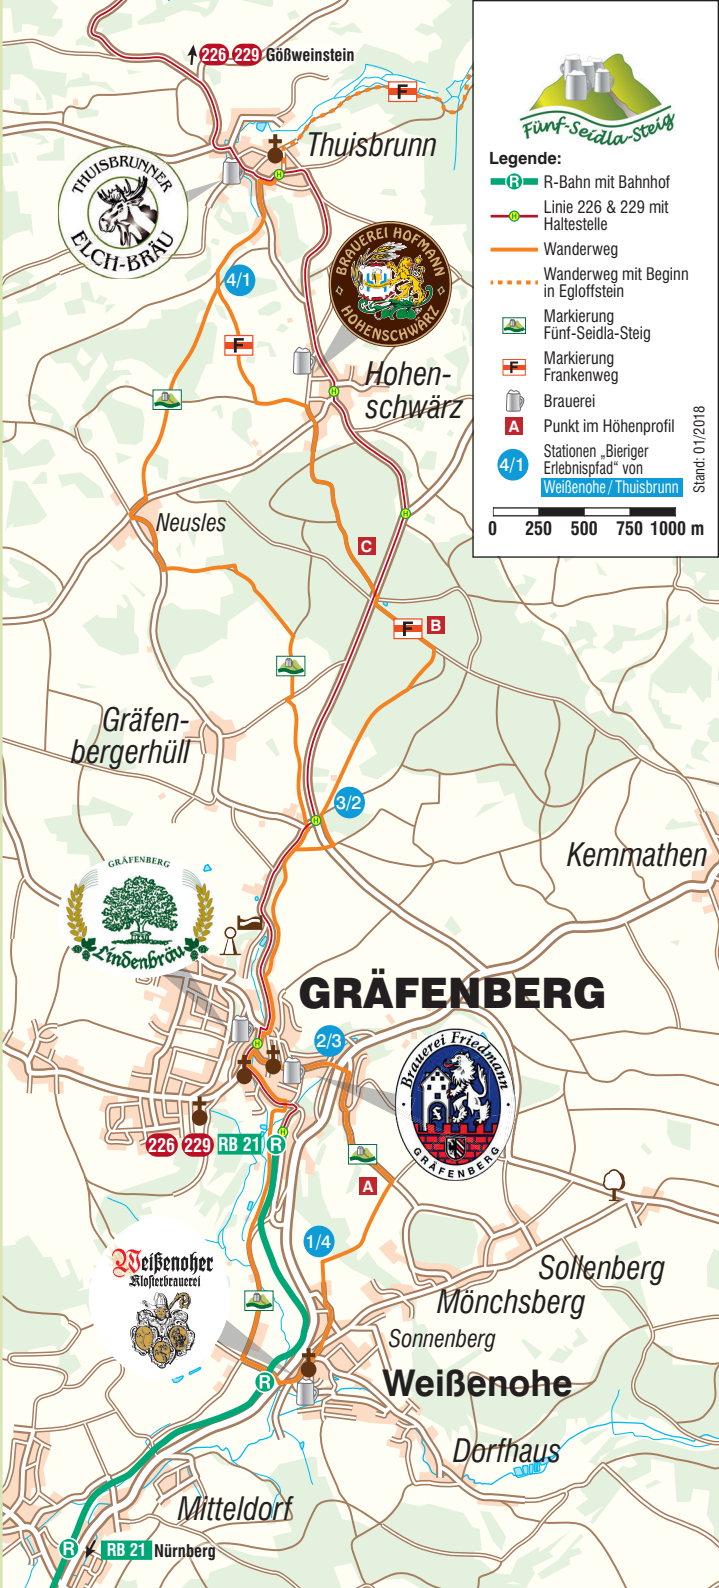 226 229 Gößweinstein
F
Thuisbrunn
THUISBRUNNER
ELCH-BRÄU
H
BRAUEREI HOFMANN
HOHENSCHWÄRZ
4/1
F
Hohen-
schwärz
H
H
Neusles
C
F
B
Gräfen-
bergerhüll
3/2
H
Kemmathen
GRÄFENBERG
Lindenbräu
GRÄFENBERG
H
2/3
Brauerei Friedmann
GRÄFENBERG
226 229 RB 21 R
H
A
1/4
Weißenoher
Klosterbrauerei
Sollenberg
Mönchsberg
Sonnenberg
Weißenohe
R
Dorfhaus
Mitteldorf
R
RB 21 Nürnberg
Fünf-Seidla-Steig
Legende:
R R-Bahn mit Bahnhof
H Linie 226 & 229 mit
Haltestelle
Wanderweg
Wanderweg mit Beginn
in Egloffstein
Markierung
Fünf-Seidla-Steig
F Markierung
Frankenweg
Brauerei
A Punkt im Höhenprofil
4/1 Stationen „Bieriger
Erlebnispfad“ von
Weißenohe / Thuisbrunn
Stand: 01/2018
0 250 500 750 1000 m